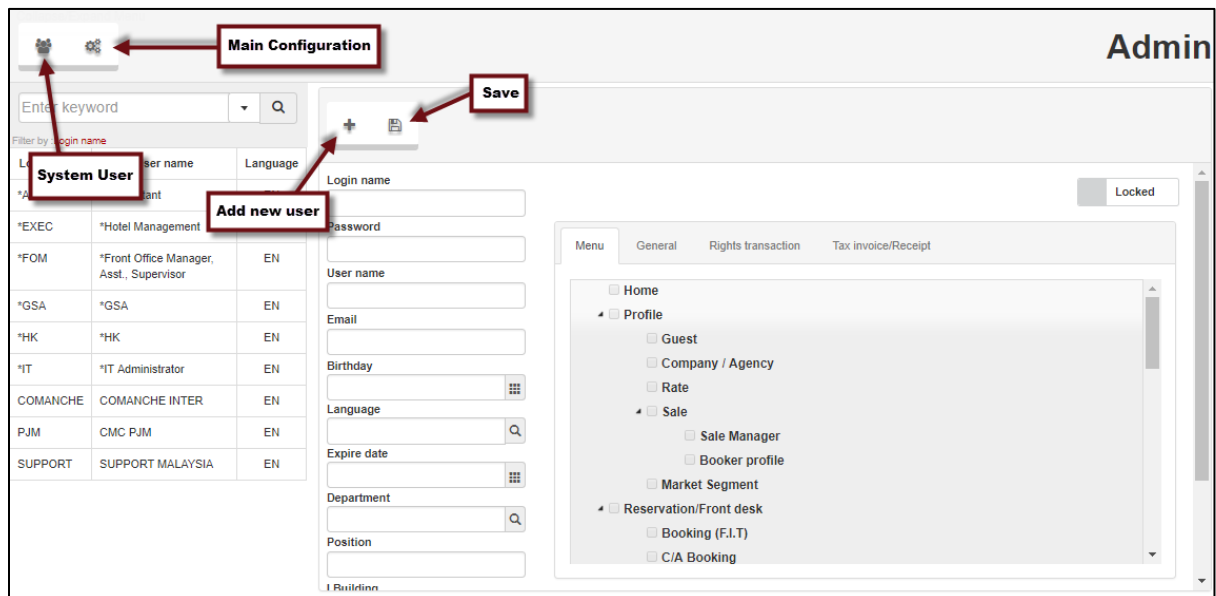 Main Configuration
Admin
Save
Enter keyword
Filter by : Login name
System User
Add new user
ser name Language
*A tant
*EXEC *Hotel Management
*FOM *Front Office Manager, EN
Asst., Supervisor
*GSA *GSA EN
*HK *HK EN
*IT *IT Administrator EN
COMANCHE COMANCHE INTER EN
PJM CMC PJM EN
SUPPORT SUPPORT MALAYSIA EN
Login name
Password
User name
Email
Birthday
Language
Expire date
Department
Position
Building
Locked
Menu General Rights transaction Tax invoice/Receipt
Home
Profile
Guest
Company / Agency
Rate
Sale
Sale Manager
Booker profile
Market Segment
Reservation/Front desk
Booking (F.I.T)
C/A Booking